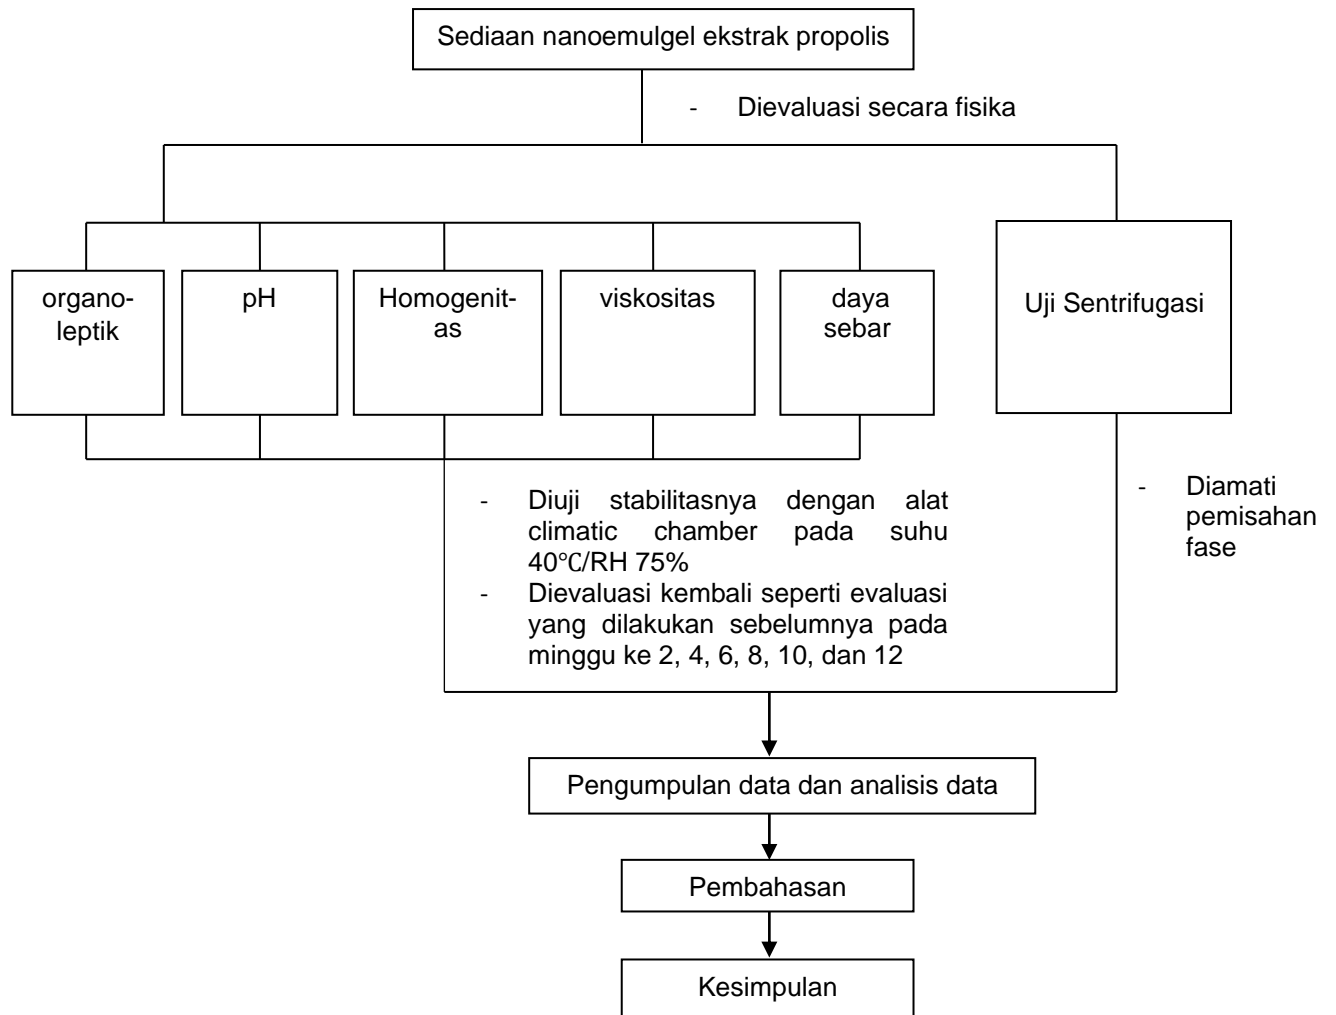 Sediaan nanoemulgel ekstrak propolis
- Dievaluasi secara fisika
organo-
leptik
pH
Homogenit-
as
viskositas
daya
sebar
Uji Sentrifugasi
- Diuji stabilitasnya dengan alat
climatic chamber pada suhu
40℃/RH 75%
- Dievaluasi kembali seperti evaluasi
yang dilakukan sebelumnya pada
minggu ke 2, 4, 6, 8, 10, dan 12
- Diamati
pemisahan
fase
Pengumpulan data dan analisis data
Pembahasan
Kesimpulan